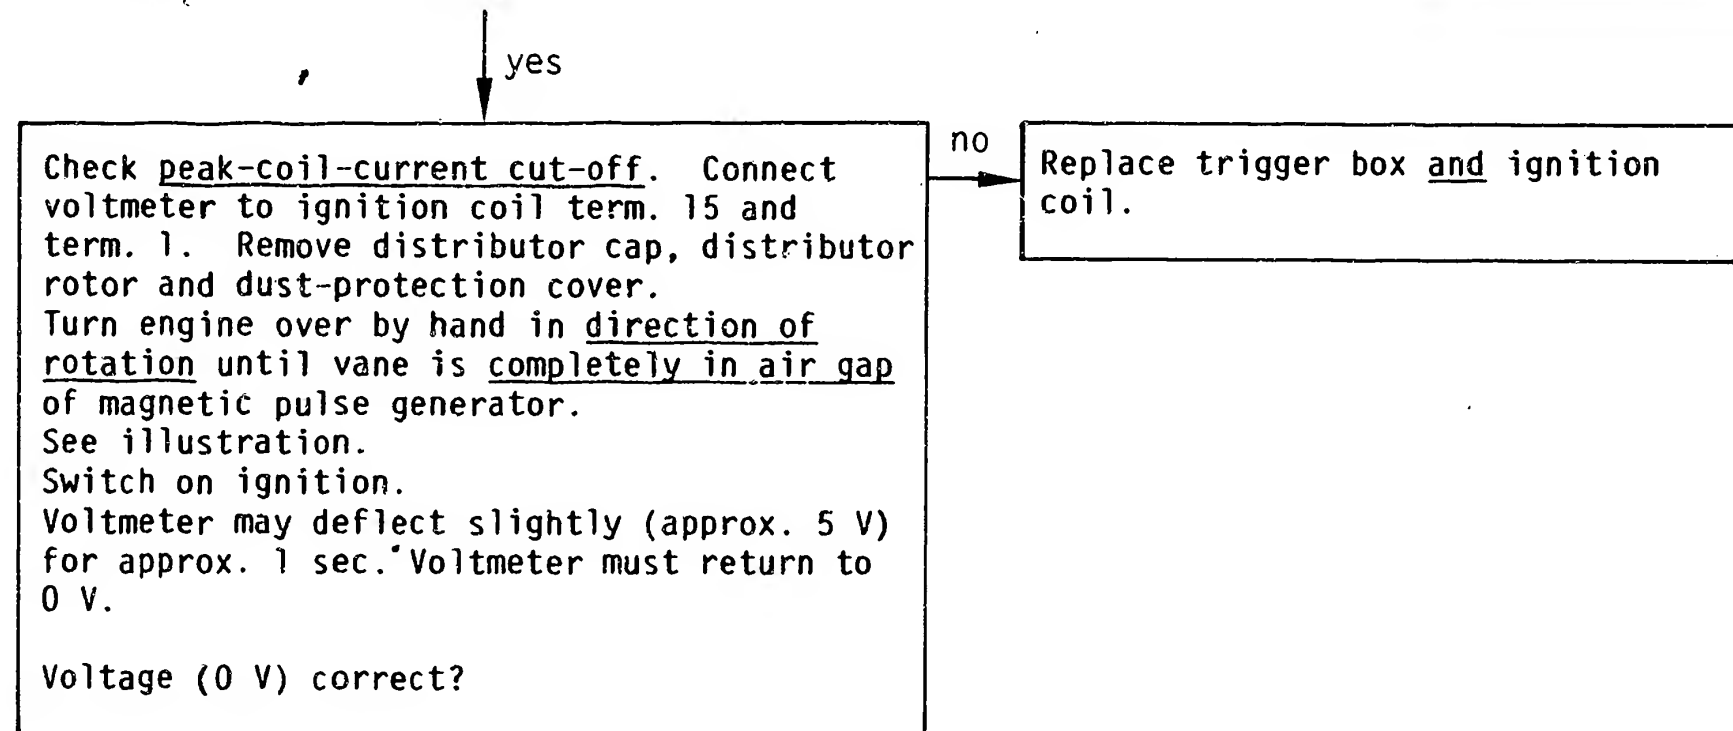 yes
Check peak-coil-current cut-off. Connect
voltmeter to ignition coil term. 15 and
term. 1. Remove distributor cap, distributor
rotor and dust-protection cover.
Turn engine over by hand in direction of
rotation until vane is completely in air gap
of magnetic pulse generator.
See illustration.
Switch on ignition.
Voltmeter may deflect slightly (approx. 5 V)
for approx. 1 sec. Voltmeter must return to
0 V.
Voltage (0 V) correct?
no
Replace trigger box and ignition
coil.